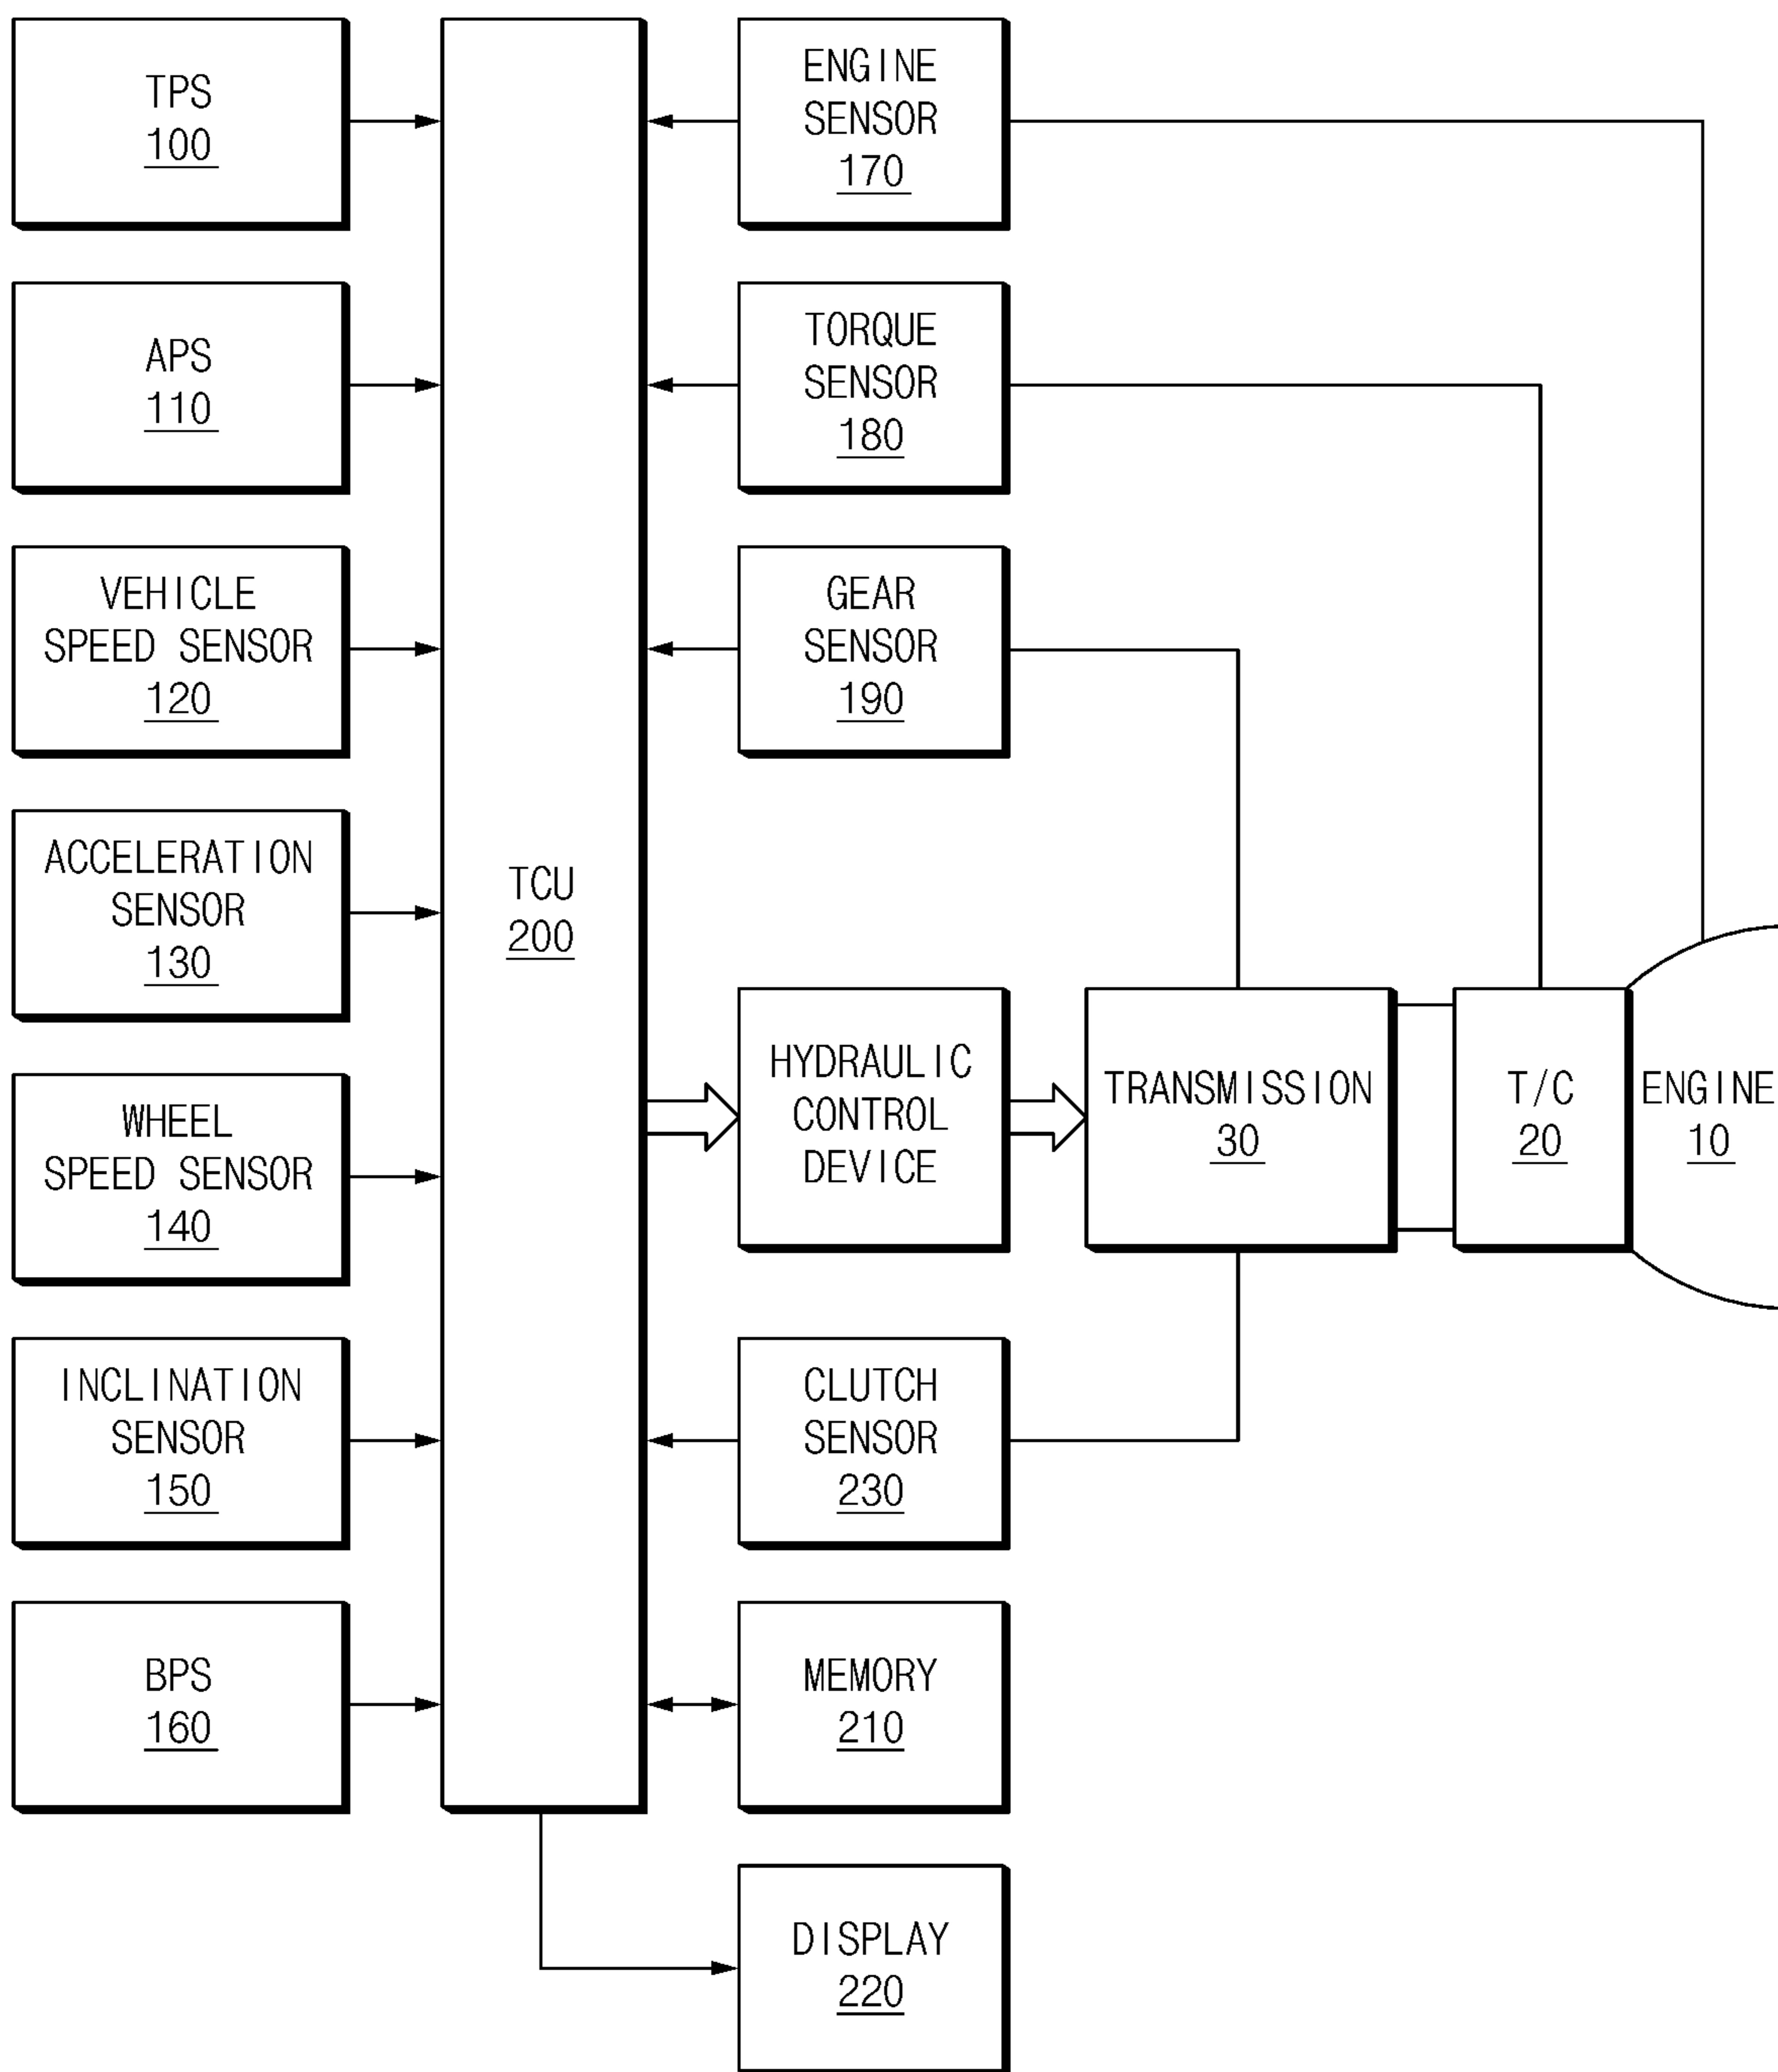 TPS
100
APS
110
VEHICLE
SPEED SENSOR
120
ACCELERATION
SENSOR
130
WHEEL
SPEED SENSOR
140
INCLINATION
SENSOR
150
BPS
160
TCU
200
ENGINE
SENSOR
170
TORQUE
SENSOR
180
GEAR
SENSOR
190
HYDRAULIC
CONTROL
DEVICE
CLUTCH
SENSOR
230
MEMORY
210
DISPLAY
220
TRANSMISSION
30
T/C
20
ENGINE
10